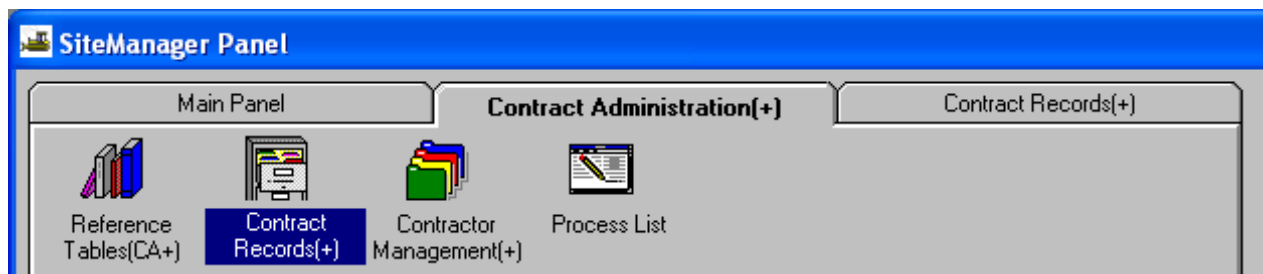 SiteManager Panel
Main Panel
Contract Administration(+)
Contract Records(+)
Reference
Tables(CA+)
Contract
Records(+)
Contractor
Management(+)
Process List